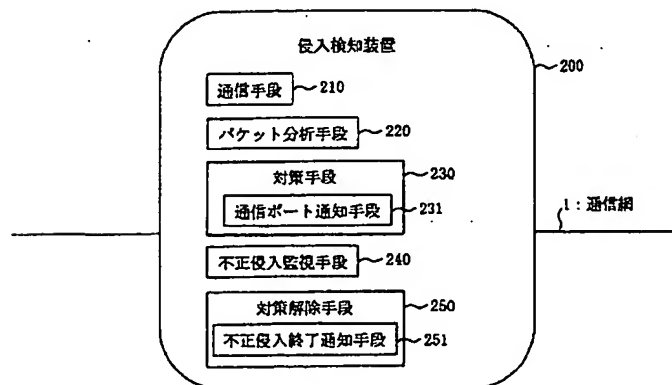 侵入検知装置
200
通信手段
210
パケット分析手段
220
対策手段
230
通信ポート通知手段
231
1:通信網
不正侵入監視手段
240
対策解除手段
250
不正侵入終了通知手段
251